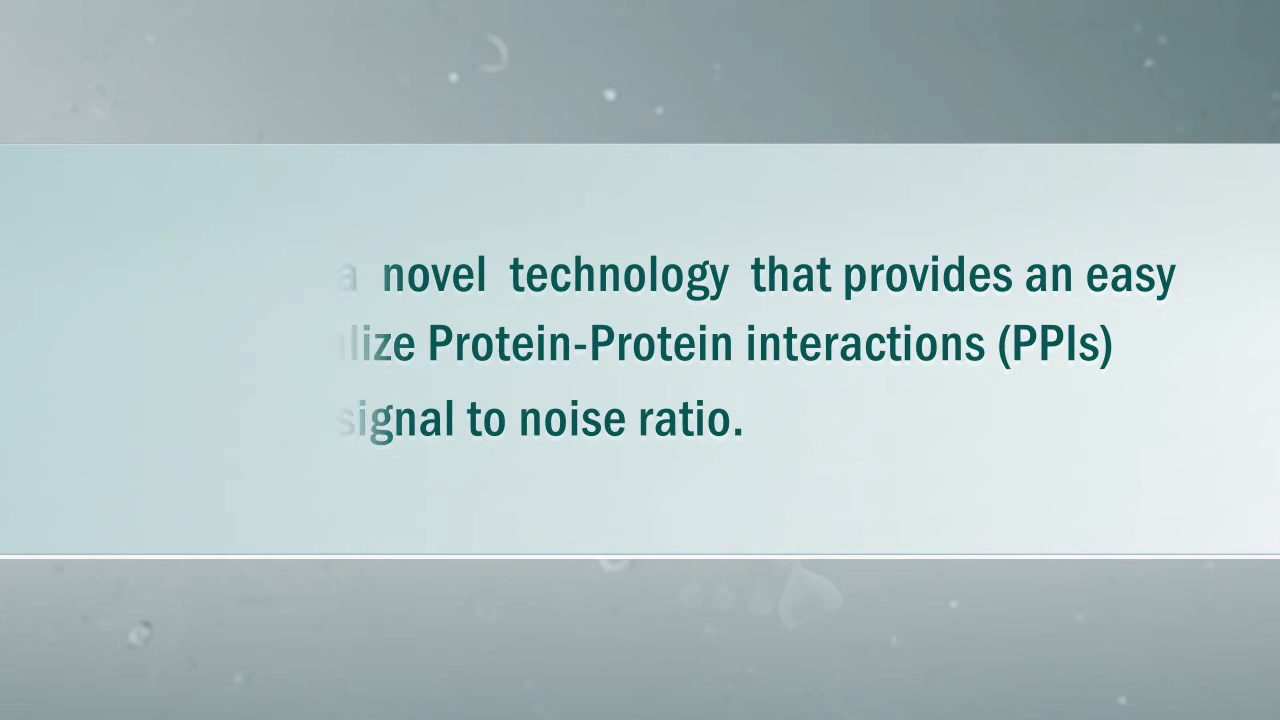 a novel technology that provides an easy
lize Protein-Protein interactions (PPIs)
signal to noise ratio.